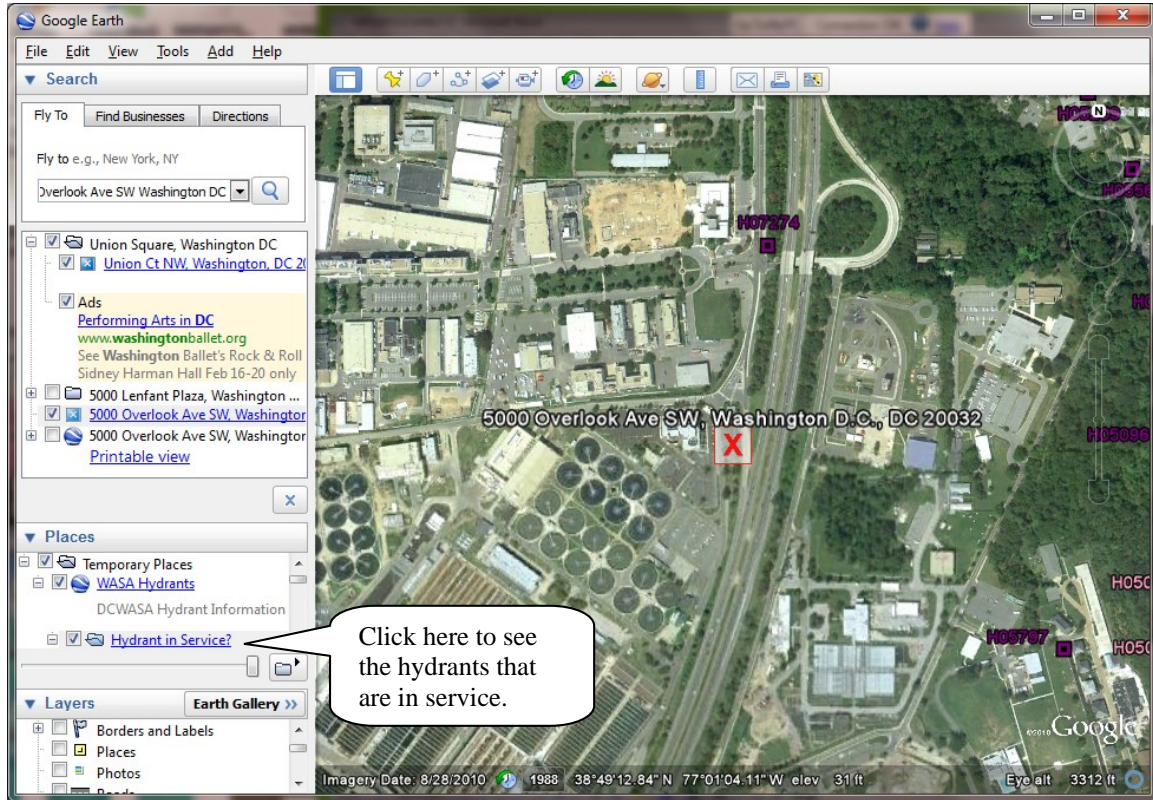 Google Earth
File Edit View Tools Add Help
Search
Fly To Find Businesses Directions
Fly to e.g., New York, NY
Overlook Ave SW Washington DC
Union Square, Washington DC
Union Ct NW, Washington, DC 20
Ads
Performing Arts in DC
www.washingtonballet.org
See Washington Ballet's Rock & Roll
Sidney Harman Hall Feb 16-20 only
5000 Lenfant Plaza, Washington ...
5000 Overlook Ave SW, Washington
5000 Overlook Ave SW, Washington
Printable view
Places
Temporary Places
WASA Hydrants
DCWASA Hydrant Information
Hydrant in Service?
Layers Earth Gallery >>
Borders and Labels
Places
Photos
Roads
N
H07274
5000 Overlook Ave SW, Washington D.C., DC 20032
X
H05096
H050
H05787
H050
Click here to see
the hydrants that
are in service.
©2010 Google
Imagery Date: 8/28/2010 1988 38°49'12.84" N 77°01'04.11" W elev 31 ft Eye alt 3312 ft